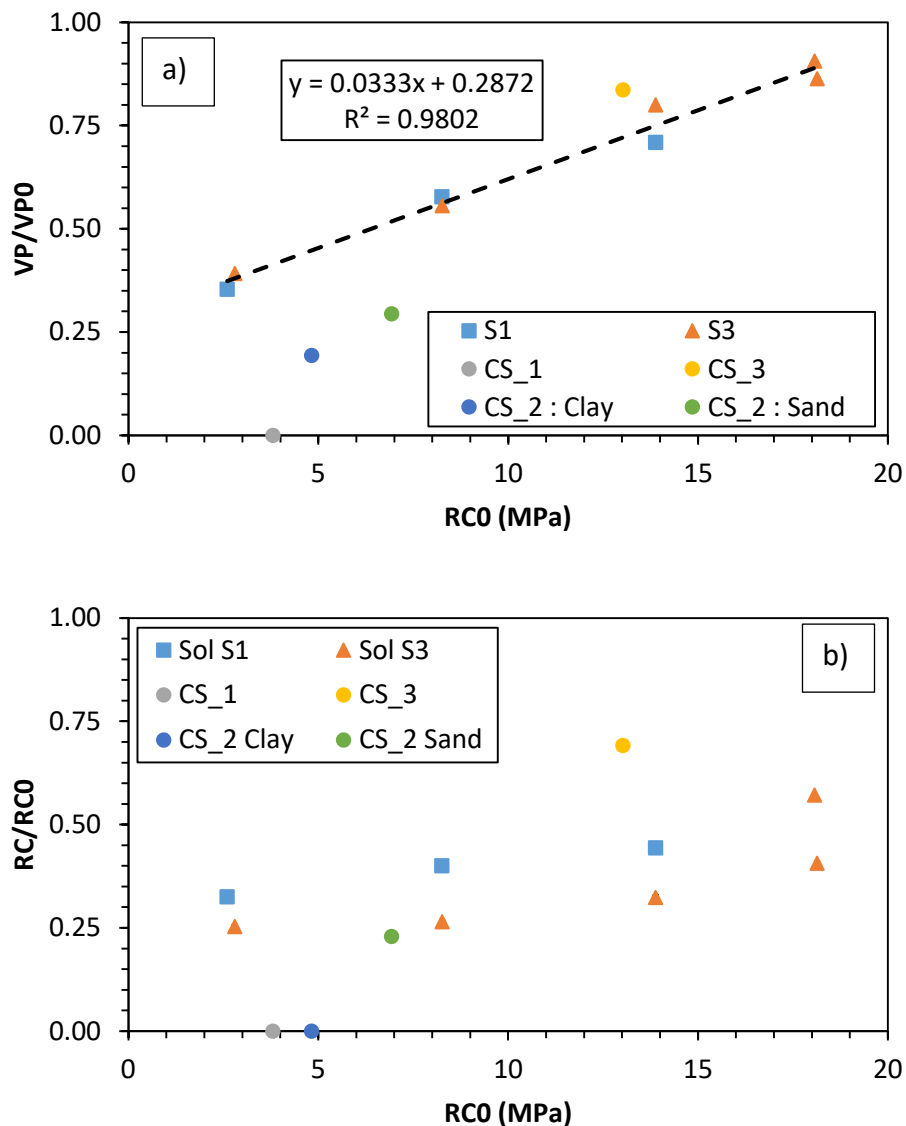 1.00
a)
y = 0.0333x + 0.2872
R² = 0.9802
0.75
VP/VP0
0.50
0.25
S1 S3
CS_1 CS_3
CS_2 : Clay CS_2 : Sand
0.00
0 5 10 15 20
RC0 (MPa)
1.00
Sol S1 Sol S3
b)
CS_1 CS_3
CS_2 Clay CS_2 Sand
0.75
RC/RC0
0.50
0.25
0.00
0 5 10 15 20
RC0 (MPa)